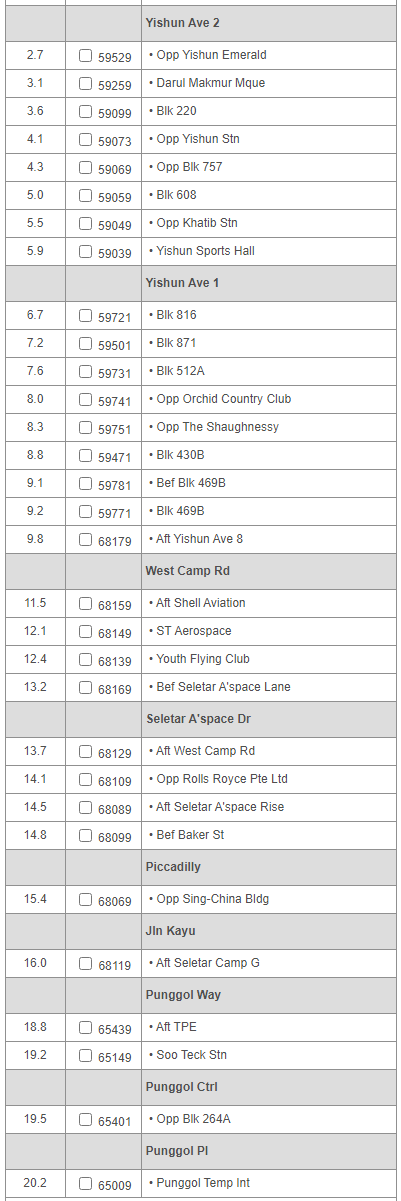 Yishun Ave 2
2.7 59529 • Opp Yishun Emerald
3.1 59259 • Darul Makmur Mque
3.6 59099 • Blk 220
4.1 59073 • Opp Yishun Stn
4.3 59069 • Opp Blk 757
5.0 59059 • Blk 608
5.5 59049 • Opp Khatib Stn
5.9 59039 • Yishun Sports Hall
Yishun Ave 1
6.7 59721 • Blk 816
7.2 59501 • Blk 871
7.6 59731 • Blk 512A
8.0 59741 • Opp Orchid Country Club
8.3 59751 • Opp The Shaughnessy
8.8 59471 • Blk 430B
9.1 59781 • Bef Blk 469B
9.2 59771 • Blk 469B
9.8 68179 • Aft Yishun Ave 8
West Camp Rd
11.5 68159 • Aft Shell Aviation
12.1 68149 • ST Aerospace
12.4 68139 • Youth Flying Club
13.2 68169 • Bef Seletar A'space Lane
Seletar A'space Dr
13.7 68129 • Aft West Camp Rd
14.1 68109 • Opp Rolls Royce Pte Ltd
14.5 68089 • Aft Seletar A'space Rise
14.8 68099 • Bef Baker St
Piccadilly
15.4 68069 • Opp Sing-China Bldg
Jln Kayu
16.0 68119 • Aft Seletar Camp G
Punggol Way
18.8 65439 • Aft TPE
19.2 65149 • Soo Teck Stn
Punggol Ctrl
19.5 65401 • Opp Blk 264A
Punggol Pl
20.2 65009 • Punggol Temp Int